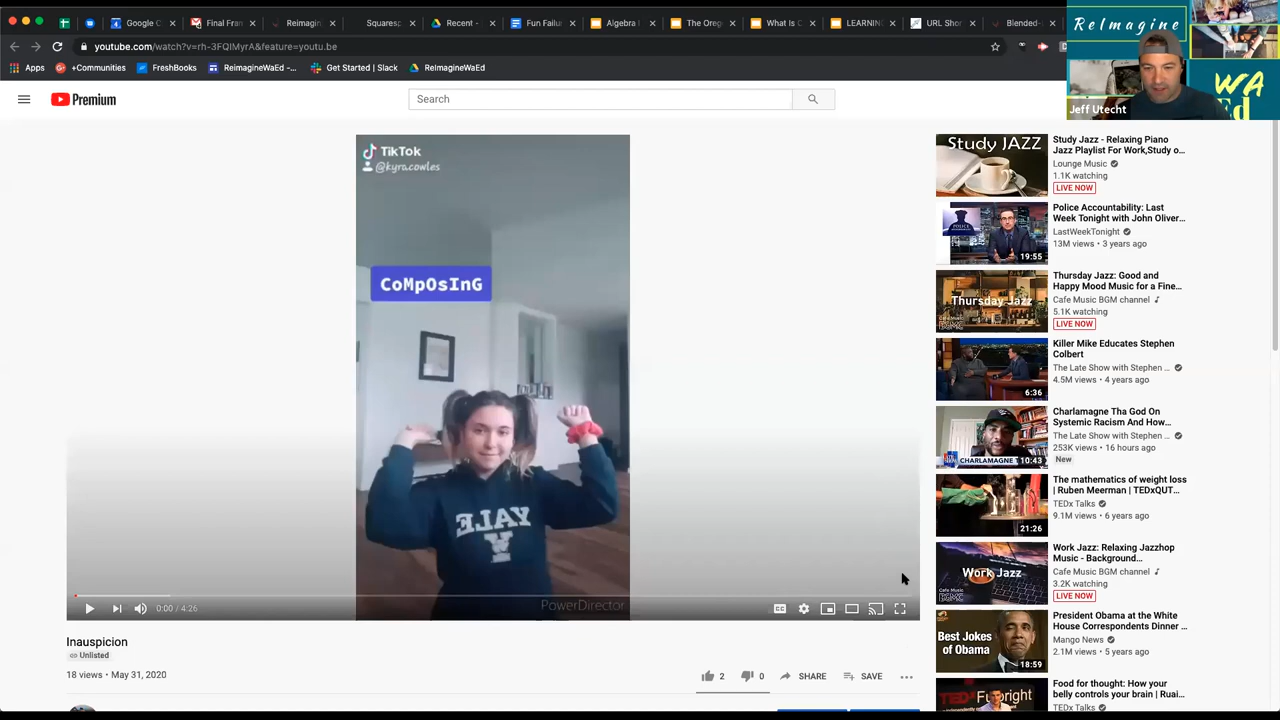 Google C
Final Fran
Reimagin
Squaresp
Recent -
Fun Fall
Algebra I
The Oreg
What Is C
LEARNIN
URL Shor
Blended-
youtube.com/watch?v=rh-3FQlMyrA&feature=youtu.be
Apps
+Communities
FreshBooks
ReimagineWaEd -...
Get Started | Slack
ReImagineWaEd
ReImagine
WA
Ed
Jeff Utecht
Premium
Search
TikTok
@kyra.cowles
CoMpOsInG
YALE
Y
PowerDirector
0:00 / 4:26
Inauspicion
Unlisted
18 views • May 31, 2020
2
0
SHARE
SAVE
Study JAZZ
Study Jazz - Relaxing Piano
Jazz Playlist For Work,Study o...
Lounge Music
1.1K watching
LIVE NOW
POLICE
19:55
Police Accountability: Last
Week Tonight with John Oliver...
LastWeekTonight
13M views • 3 years ago
Thursday Jazz
Thursday Jazz: Good and
Happy Mood Music for a Fine...
Cafe Music BGM channel
5.1K watching
LIVE NOW
6:36
Killer Mike Educates Stephen
Colbert
The Late Show with Stephen ...
4.5M views • 4 years ago
CHARLAMAGNE T
10:43
Charlamagne Tha God On
Systemic Racism And How...
The Late Show with Stephen ...
253K views • 16 hours ago
New
21:26
The mathematics of weight loss
| Ruben Meerman | TEDxQUT...
TEDx Talks
9.1M views • 6 years ago
Work Jazz
Work Jazz: Relaxing Jazzhop
Music - Background...
Cafe Music BGM channel
3.2K watching
LIVE NOW
Best Jokes
of Obama
18:59
President Obama at the White
House Correspondents Dinner ...
Mango News
2.1M views • 5 years ago
TEDx Fulbright
Food for thought: How your
belly controls your brain | Ruai...
TEDx Talks